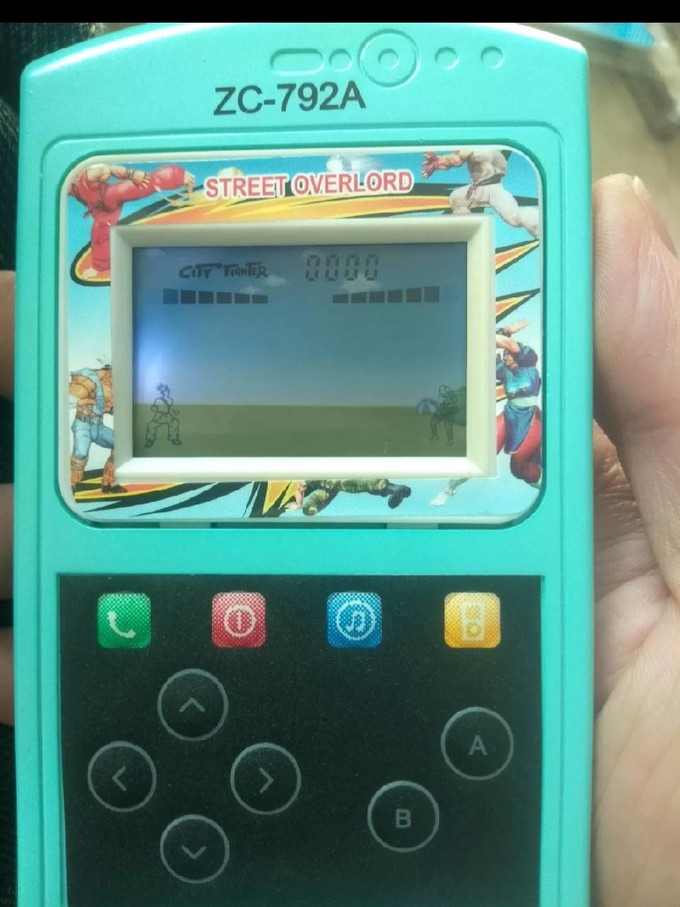 ZC-792A
STREET OVERLORD
CITY FIGHTER 0000
A
B